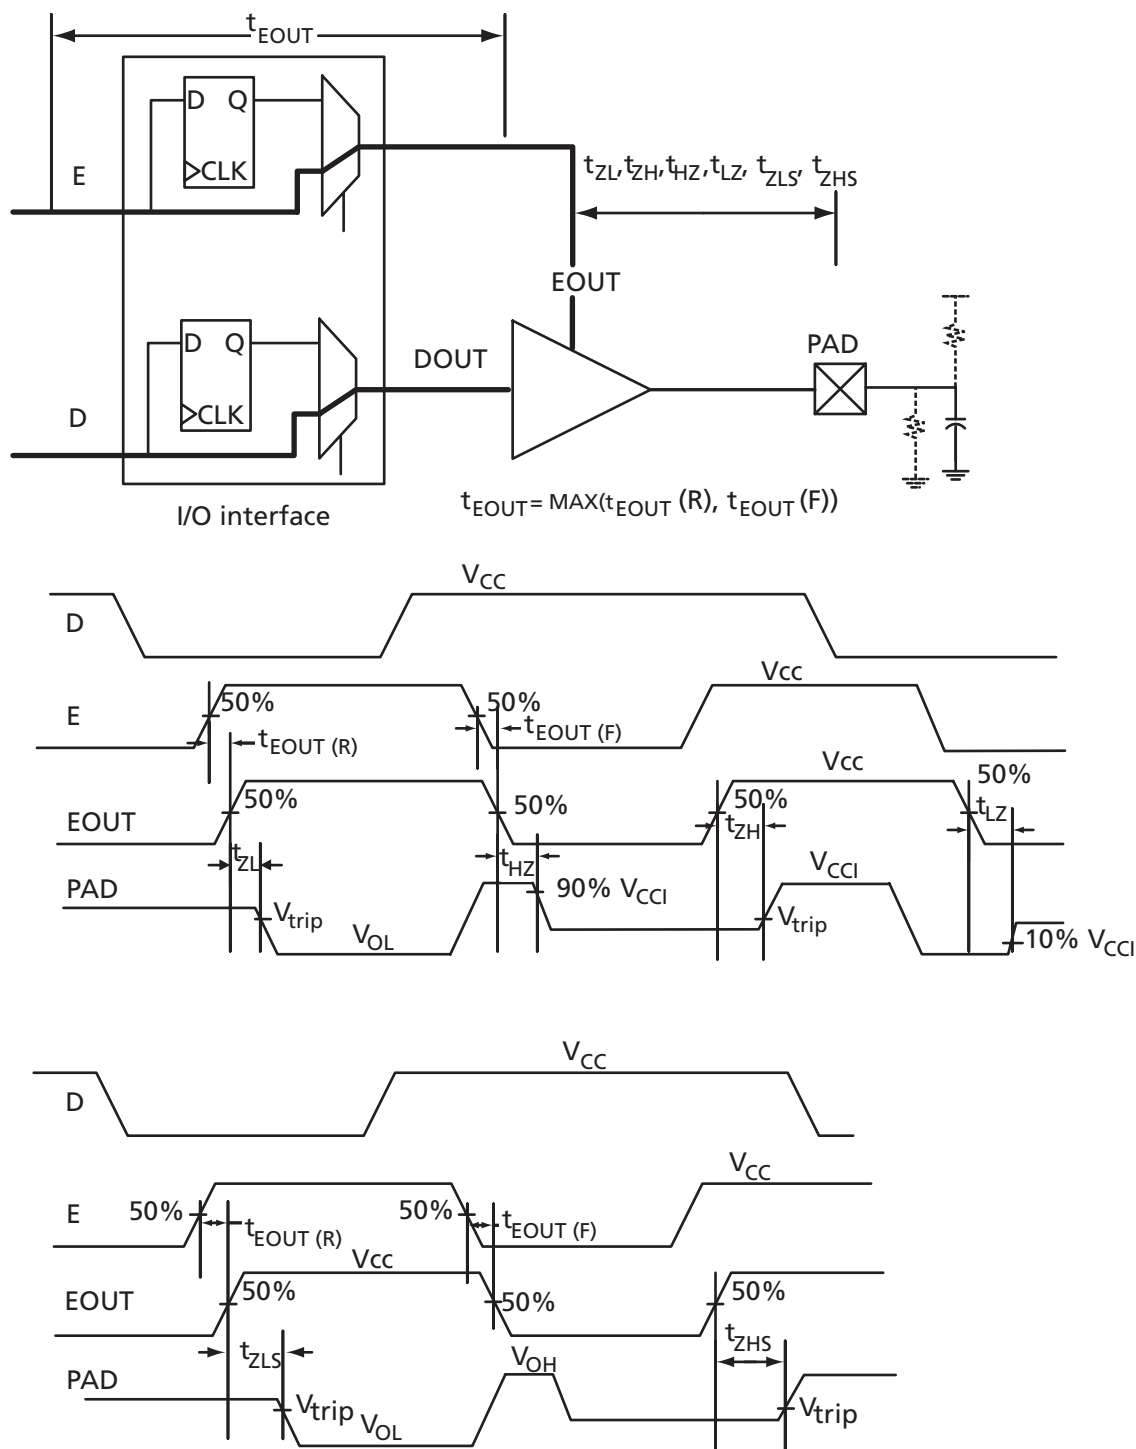 tEOUT
D Q
CLK
E
tZL, tZH, tHZ, tLZ, tZLS, tZHS
EOUT
D Q
CLK
D
DOUT
PAD
I/O interface
tEOUT = MAX(tEOUT (R), tEOUT (F))
VCC
D
Vcc
E
50%
50%
tEOUT (R)
tEOUT (F)
Vcc
50%
EOUT
50%
50%
50%
tZL
tHZ
tZH
tLZ
PAD
Vtrip
VOL
90% VCCI
Vtrip
VCCI
10% VCCI
VCC
D
VCC
E
50%
50%
tEOUT (R)
tEOUT (F)
Vcc
EOUT
50%
50%
50%
tZLS
VOH
tZHS
PAD
Vtrip
VOL
Vtrip